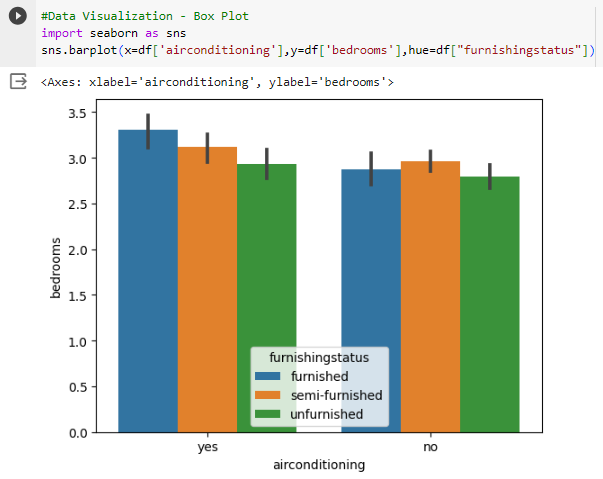 #Data Visualization - Box Plot
import seaborn as sns
sns.barplot(x=df['airconditioning'],y=df['bedrooms'],hue=df["furnishingstatus"])
<Axes: xlabel='airconditioning', ylabel='bedrooms'>
3.5
3.0
2.5
2.0
1.5
1.0
0.5
0.0
bedrooms
furnishingstatus
furnished
semi-furnished
unfurnished
yes
no
airconditioning